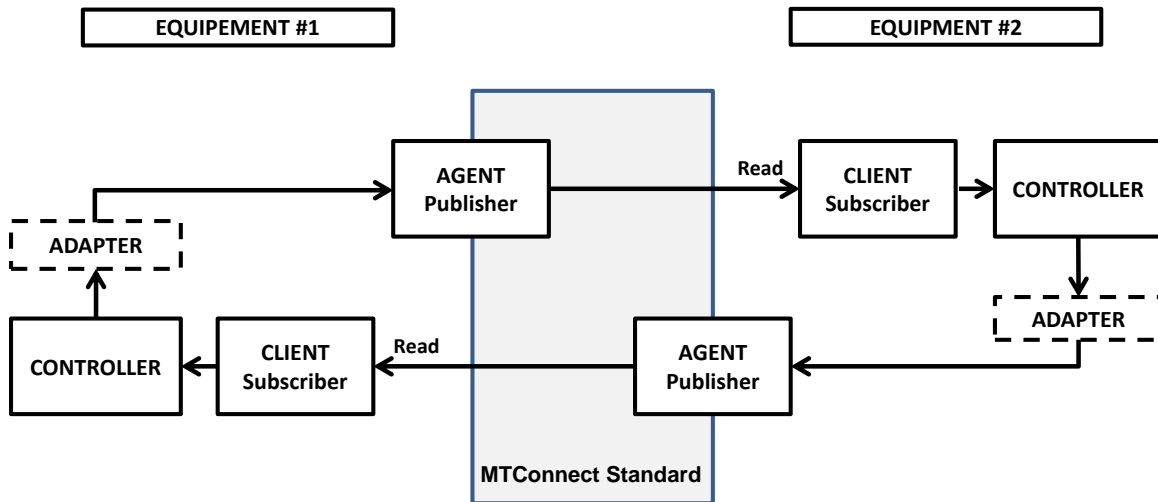 EQUIPEMENT #1
EQUIPMENT #2
AGENT
Publisher
Read
CLIENT
Subscriber
CONTROLLER
ADAPTER
ADAPTER
CONTROLLER
CLIENT
Subscriber
Read
AGENT
Publisher
MTConnect Standard